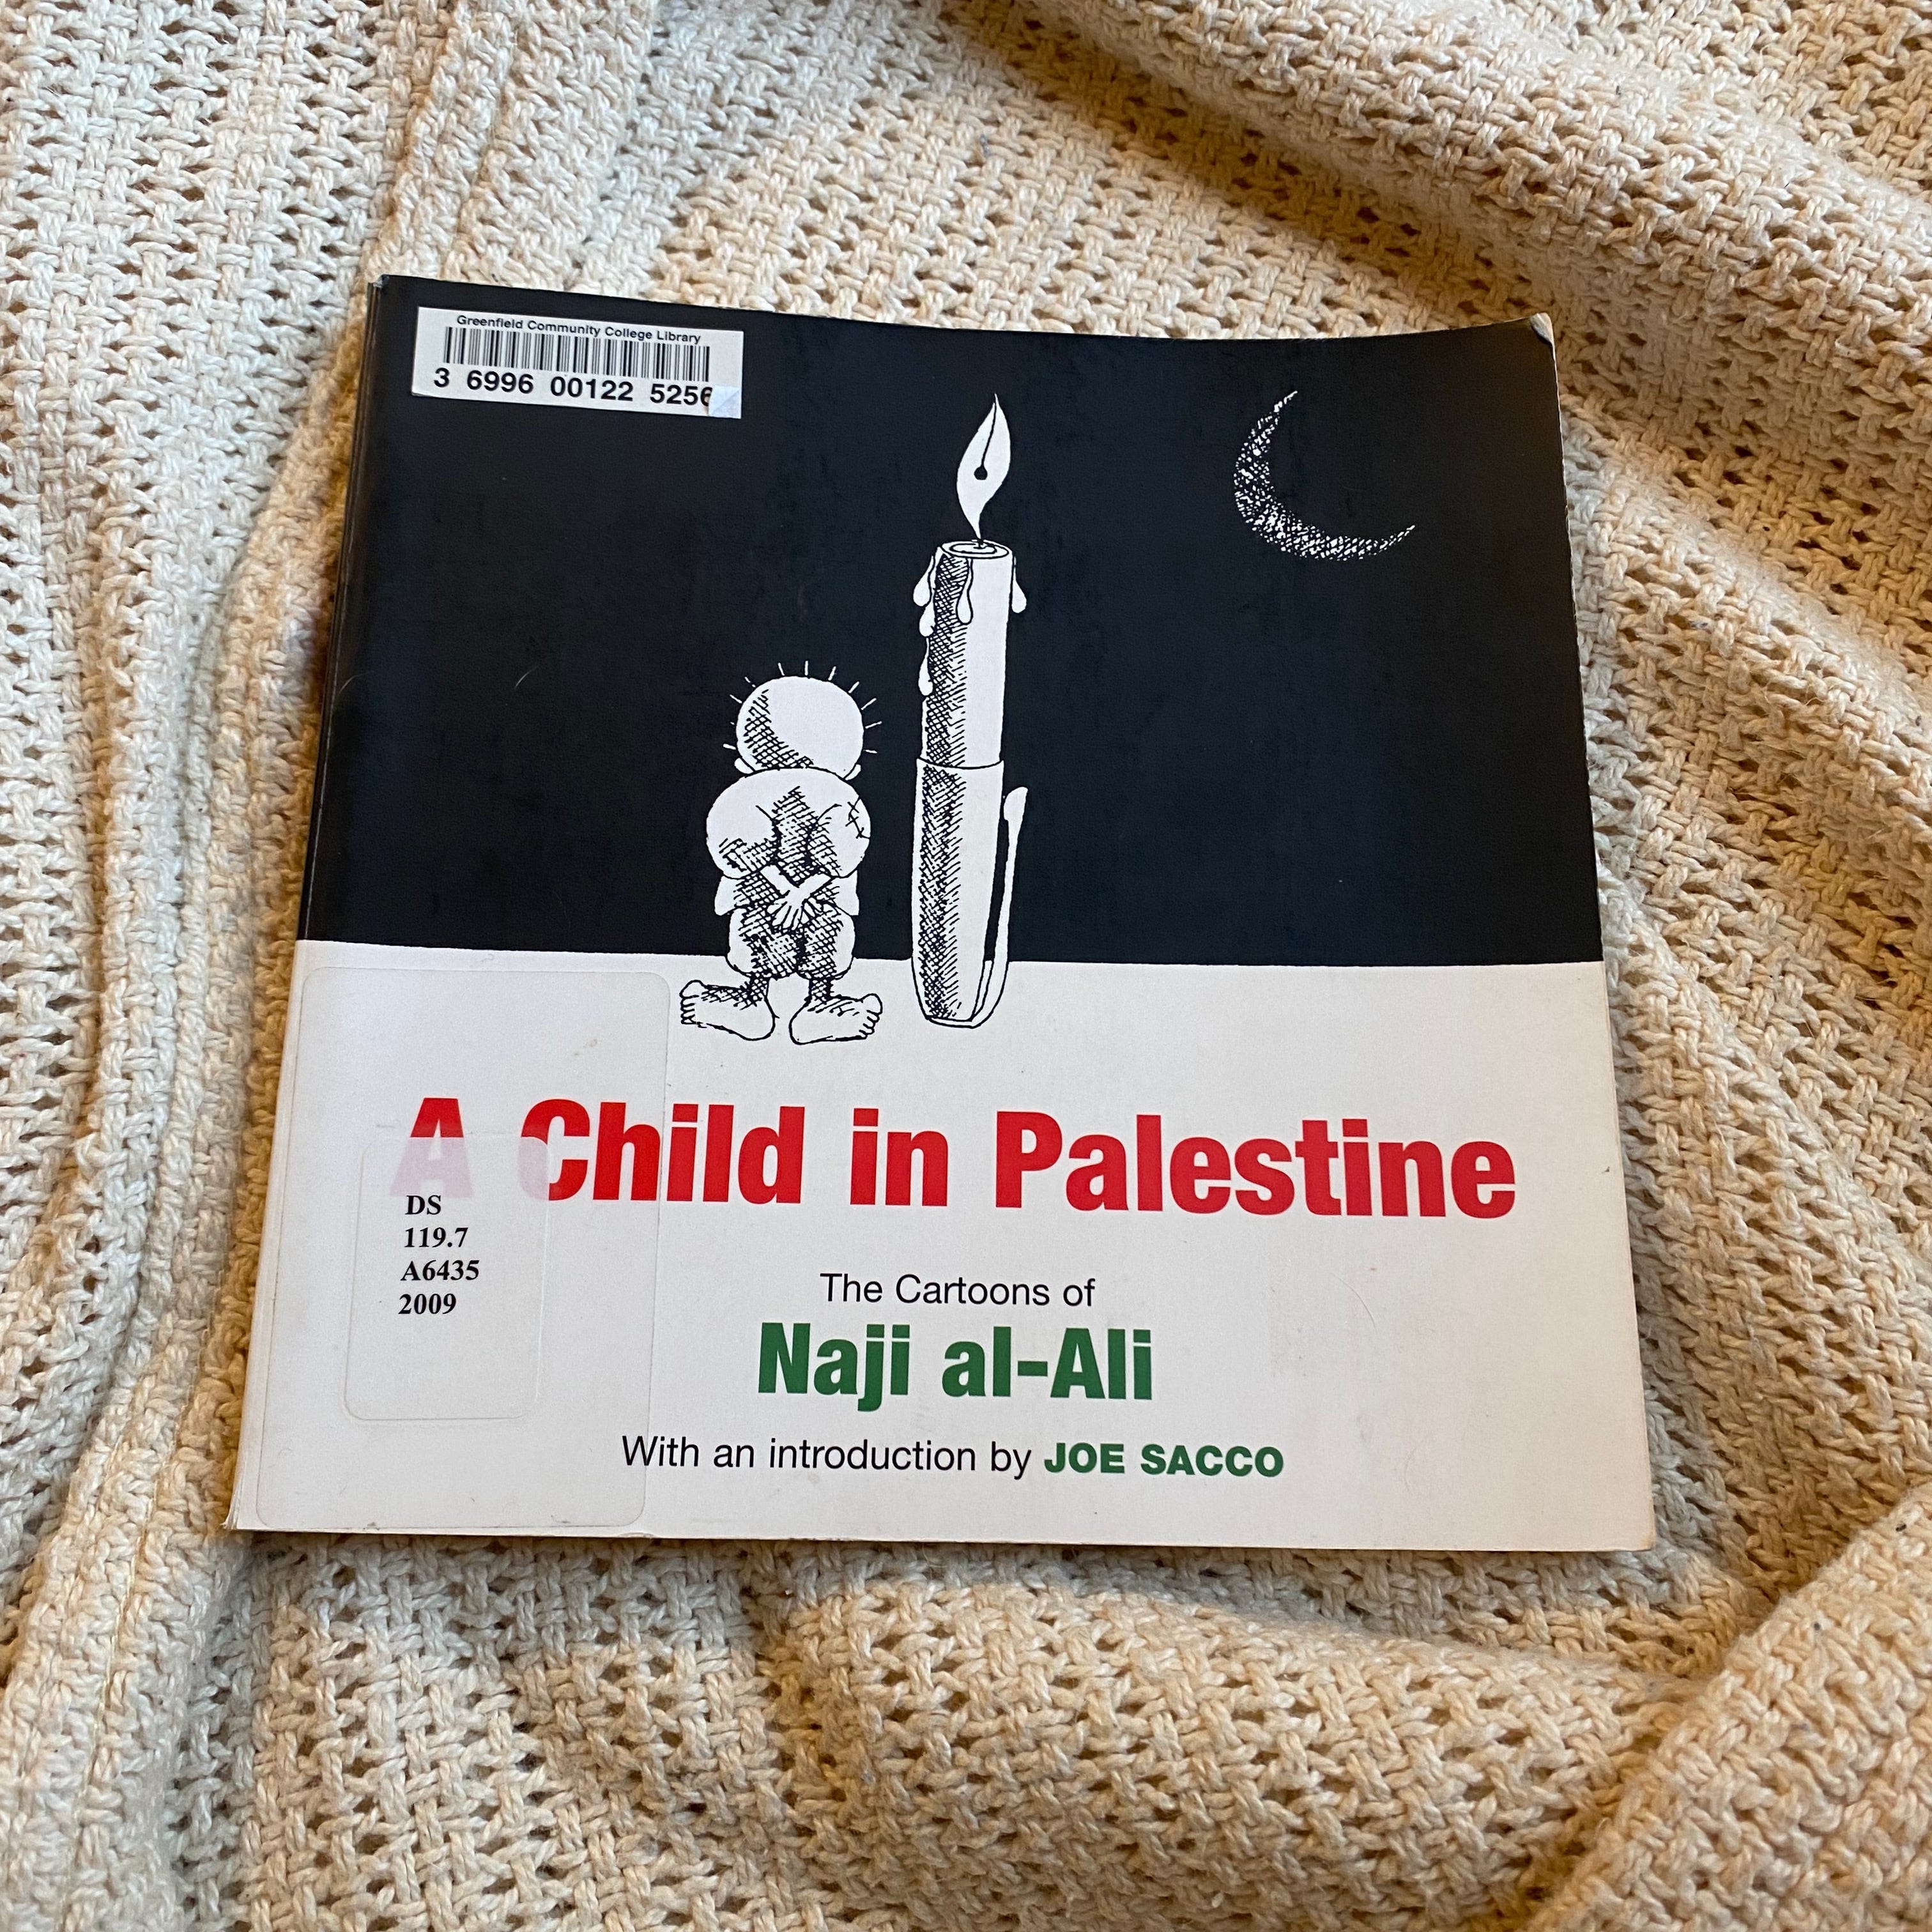 Greenfield Community College Library
3 6996 00122 5256
A Child in Palestine
DS
119.7
A6435
2009
The Cartoons of
Naji al-Ali
With an introduction by JOE SACCO